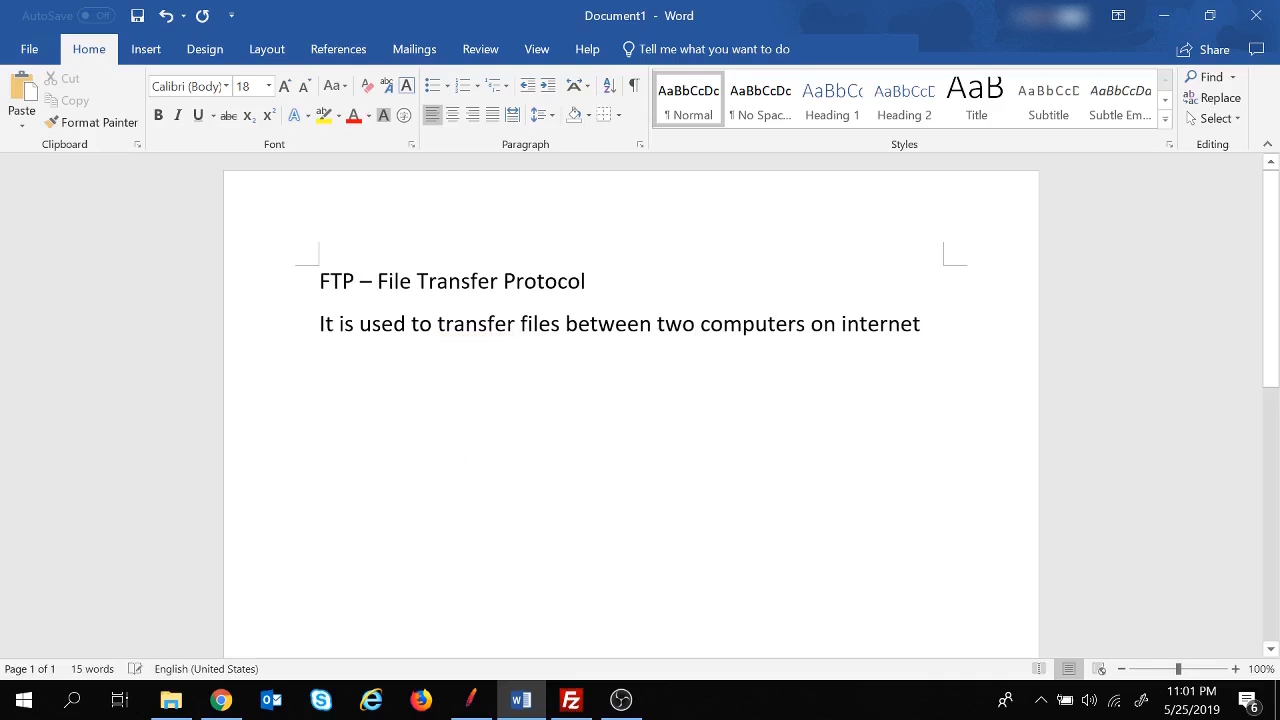 AutoSave Off Document1 - Word
File Home Insert Design Layout References Mailings Review View Help Tell me what you want to do Share
Paste Cut Copy Format Painter Clipboard
Calibri (Body) 18 Font
Paragraph
AaBbCcDc ¶ Normal
AaBbCcDc ¶ No Spac...
AaBbCc Heading 1
AaBbCcD Heading 2
AaB Title
AaBbCcD Subtitle
AaBbCcDa Subtle Em...
Styles
Find Replace Select Editing
FTP – File Transfer Protocol
It is used to transfer files between two computers on internet
Page 1 of 1 15 words English (United States) 100%
11:01 PM
5/25/2019
6